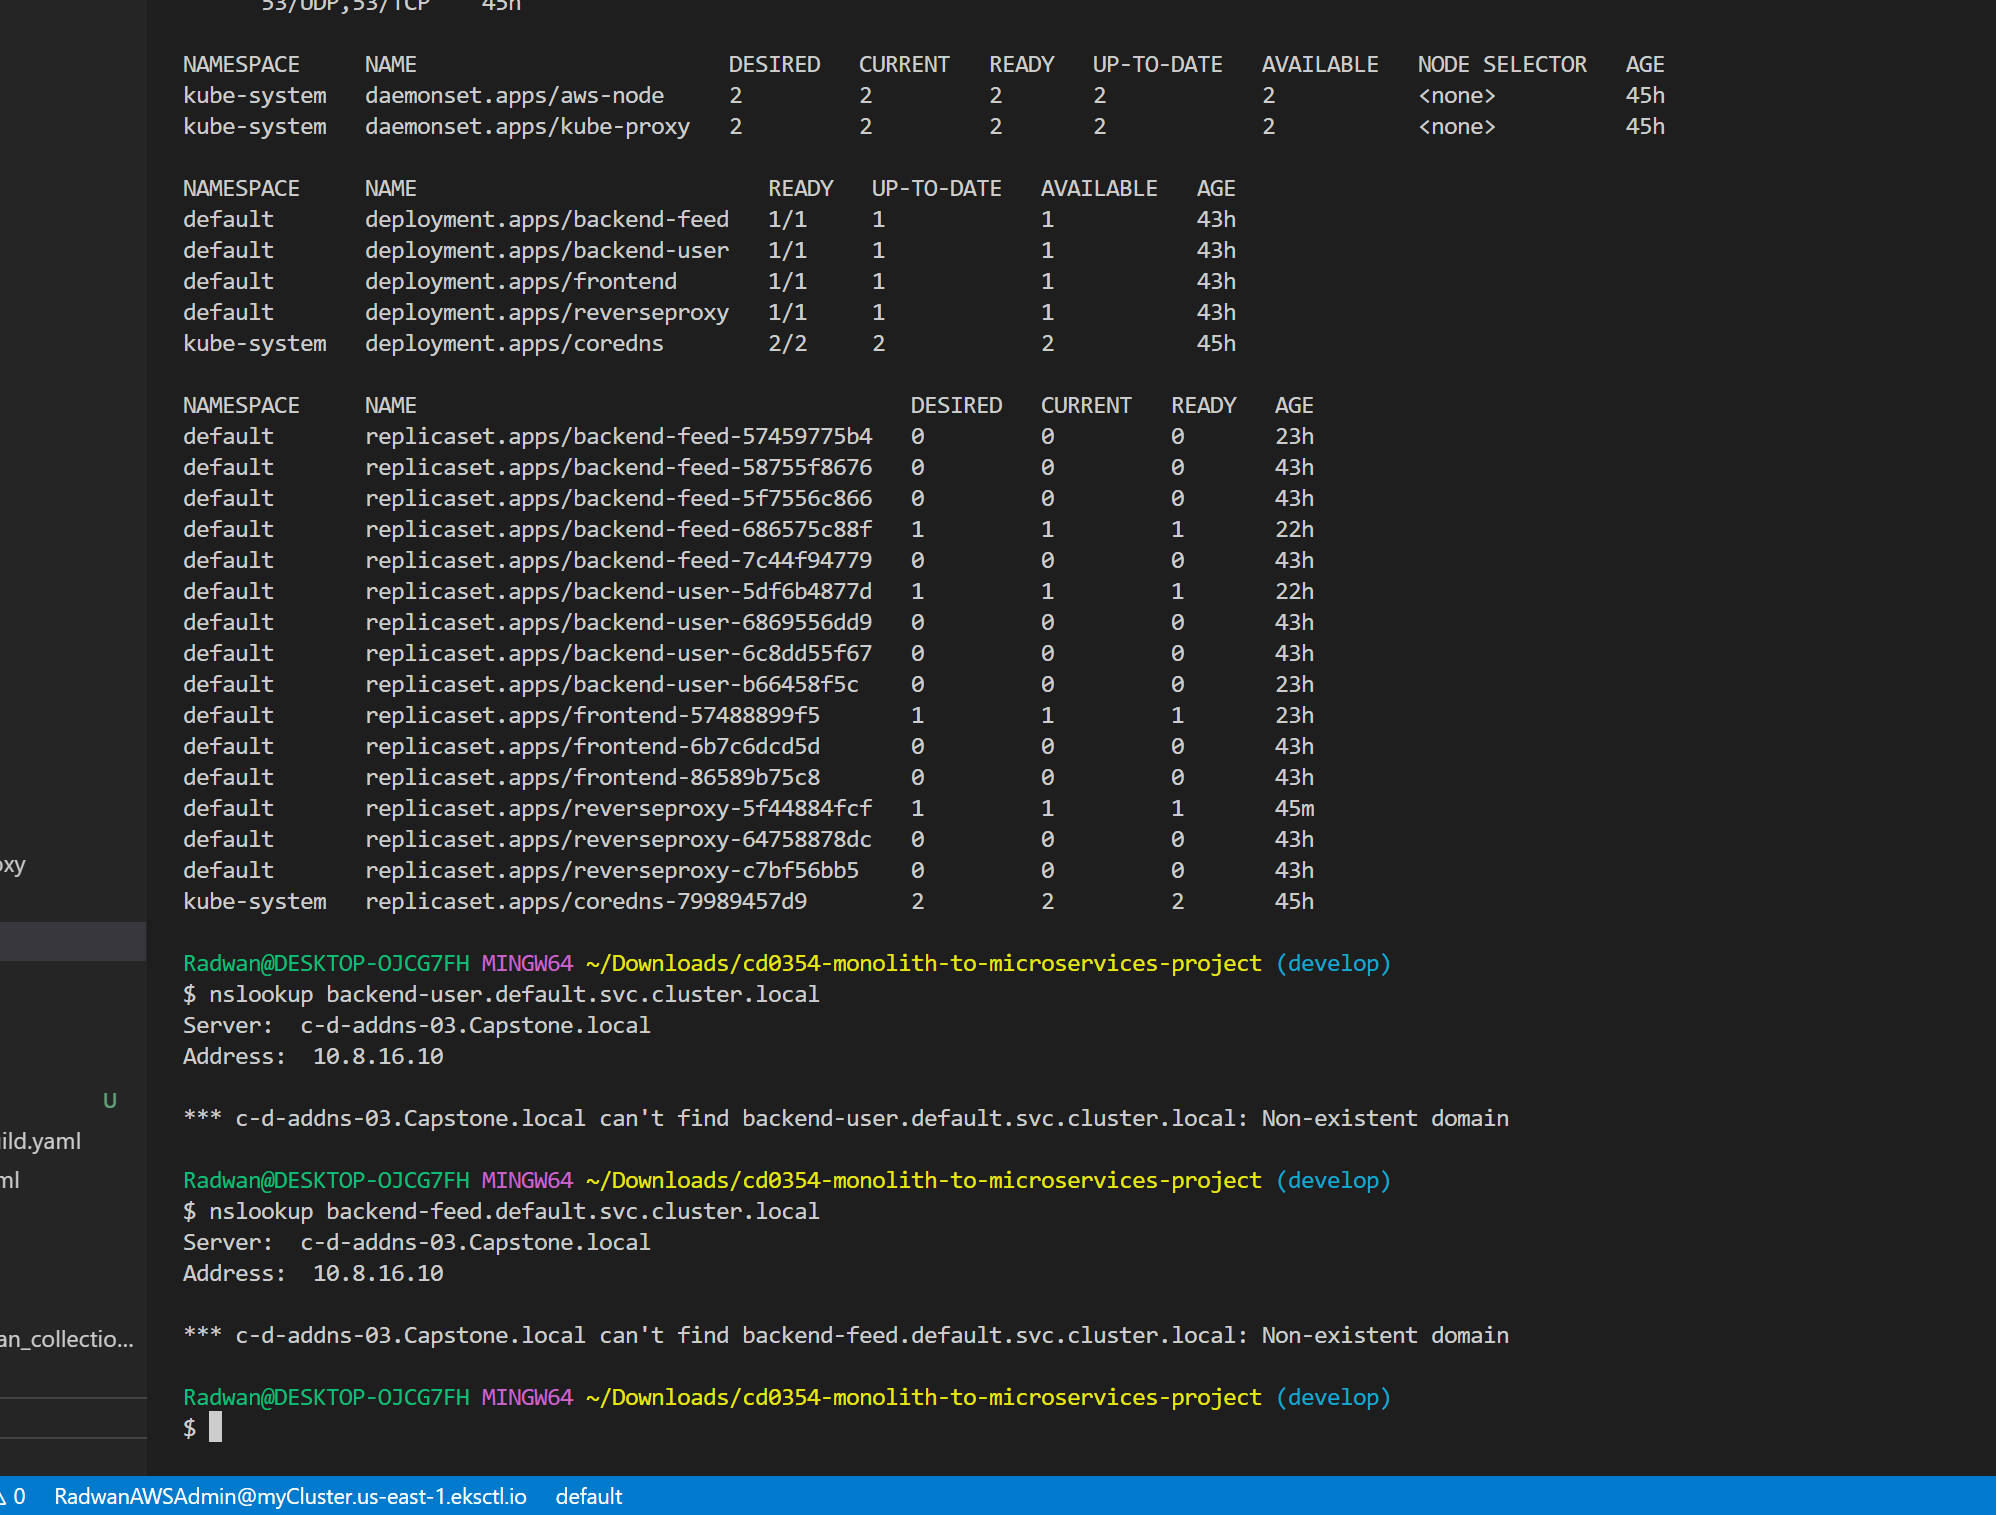 53/UDP,53/TCP    45h
NAMESPACE     NAME                        DESIRED   CURRENT   READY   UP-TO-DATE   AVAILABLE   NODE SELECTOR   AGE
kube-system   daemonset.apps/aws-node     2         2         2       2            2           <none>          45h
kube-system   daemonset.apps/kube-proxy   2         2         2       2            2           <none>          45h
NAMESPACE     NAME                           READY   UP-TO-DATE   AVAILABLE   AGE
default       deployment.apps/backend-feed   1/1     1            1           43h
default       deployment.apps/backend-user   1/1     1            1           43h
default       deployment.apps/frontend       1/1     1            1           43h
default       deployment.apps/reverseproxy   1/1     1            1           43h
kube-system   deployment.apps/coredns        2/2     2            2           45h
NAMESPACE     NAME                                      DESIRED   CURRENT   READY   AGE
default       replicaset.apps/backend-feed-57459775b4   0         0         0       23h
default       replicaset.apps/backend-feed-58755f8676   0         0         0       43h
default       replicaset.apps/backend-feed-5f7556c866   0         0         0       43h
default       replicaset.apps/backend-feed-686575c88f   1         1         1       22h
default       replicaset.apps/backend-feed-7c44f94779   0         0         0       43h
default       replicaset.apps/backend-user-5df6b4877d   1         1         1       22h
default       replicaset.apps/backend-user-6869556dd9   0         0         0       43h
default       replicaset.apps/backend-user-6c8dd55f67   0         0         0       43h
default       replicaset.apps/backend-user-b66458f5c    0         0         0       23h
default       replicaset.apps/frontend-57488899f5       1         1         1       23h
default       replicaset.apps/frontend-6b7c6dcd5d       0         0         0       43h
default       replicaset.apps/frontend-86589b75c8       0         0         0       43h
default       replicaset.apps/reverseproxy-5f44884fcf   1         1         1       45m
default       replicaset.apps/reverseproxy-64758878dc   0         0         0       43h
default       replicaset.apps/reverseproxy-c7bf56bb5    0         0         0       43h
kube-system   replicaset.apps/coredns-79989457d9        2         2         2       45h
Radwan@DESKTOP-OJCG7FH MINGW64 ~/Downloads/cd0354-monolith-to-microservices-project (develop)
$ nslookup backend-user.default.svc.cluster.local
Server:  c-d-addns-03.Capstone.local
Address:  10.8.16.10
*** c-d-addns-03.Capstone.local can't find backend-user.default.svc.cluster.local: Non-existent domain
Radwan@DESKTOP-OJCG7FH MINGW64 ~/Downloads/cd0354-monolith-to-microservices-project (develop)
$ nslookup backend-feed.default.svc.cluster.local
Server:  c-d-addns-03.Capstone.local
Address:  10.8.16.10
*** c-d-addns-03.Capstone.local can't find backend-feed.default.svc.cluster.local: Non-existent domain
Radwan@DESKTOP-OJCG7FH MINGW64 ~/Downloads/cd0354-monolith-to-microservices-project (develop)
$
oxy
U
ild.yaml
ml
an_collectio...
0   RadwanAWSAdmin@myCluster.us-east-1.eksctl.io   default